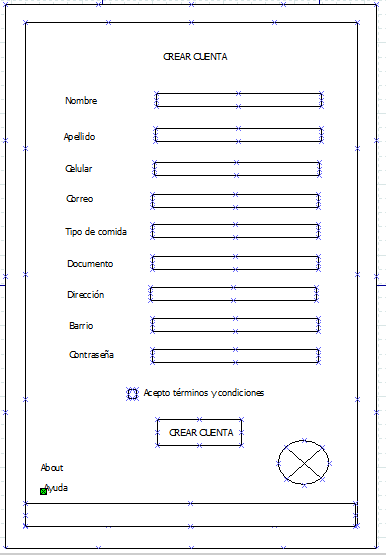 CREAR CUENTA
Nombre
Apellido
Celular
Correo
Tipo de comida
Documento
Dirección
Barrio
Contraseña
Acepto términos y condiciones
CREAR CUENTA
About
Ayuda